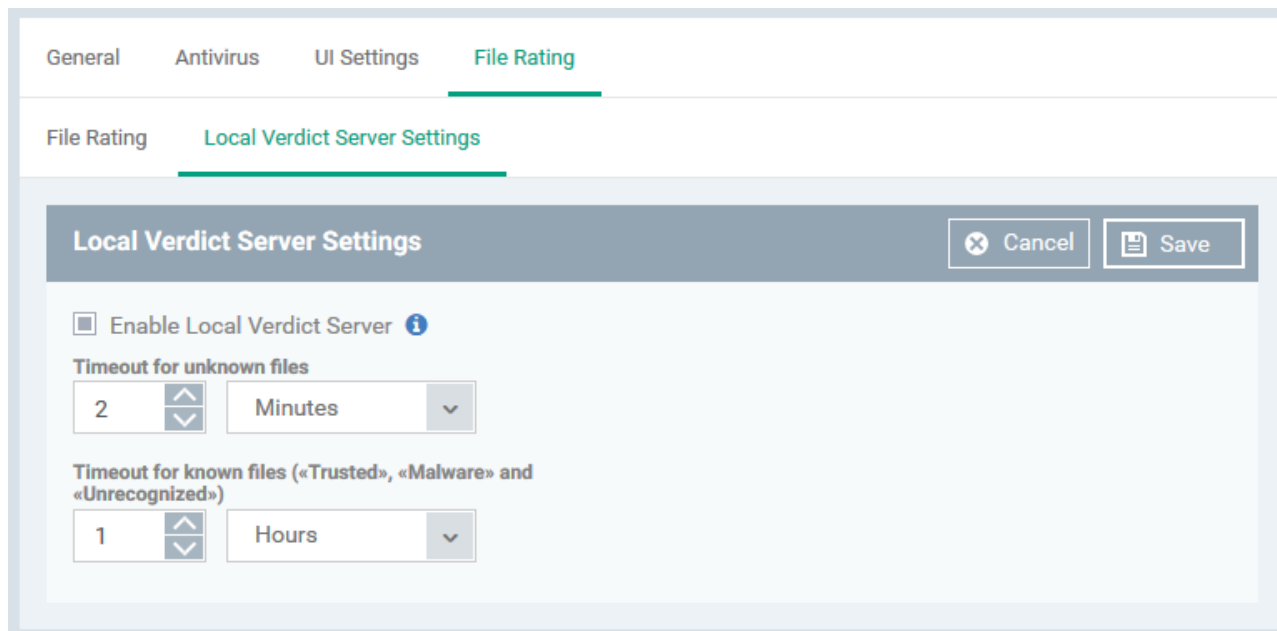 General Antivirus UI Settings File Rating
File Rating Local Verdict Server Settings
Local Verdict Server Settings Cancel Save
Enable Local Verdict Server
Timeout for unknown files
2 Minutes
Timeout for known files («Trusted», «Malware» and
«Unrecognized»)
1 Hours